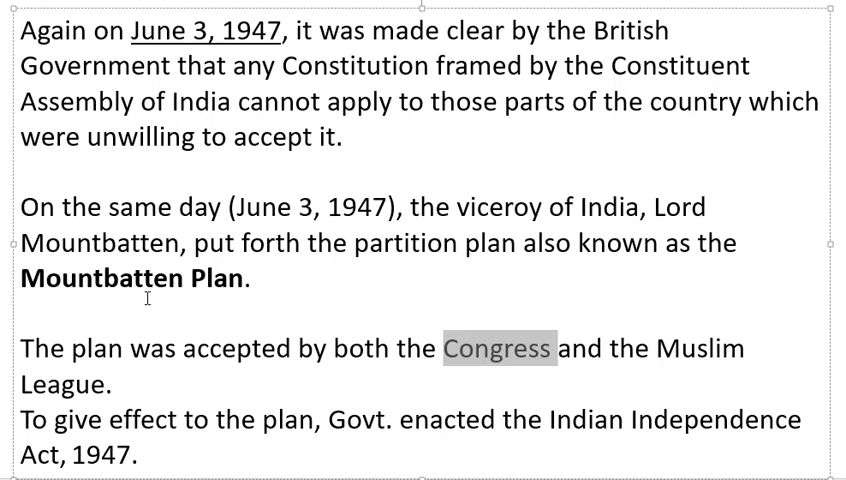 Again on June 3, 1947, it was made clear by the British
Government that any Constitution framed by the Constituent
Assembly of India cannot apply to those parts of the country which
were unwilling to accept it.
On the same day (June 3, 1947), the viceroy of India, Lord
Mountbatten, put forth the partition plan also known as the
Mountbatten Plan.
The plan was accepted by both the Congress and the Muslim
League.
To give effect to the plan, Govt. enacted the Indian Independence
Act, 1947.